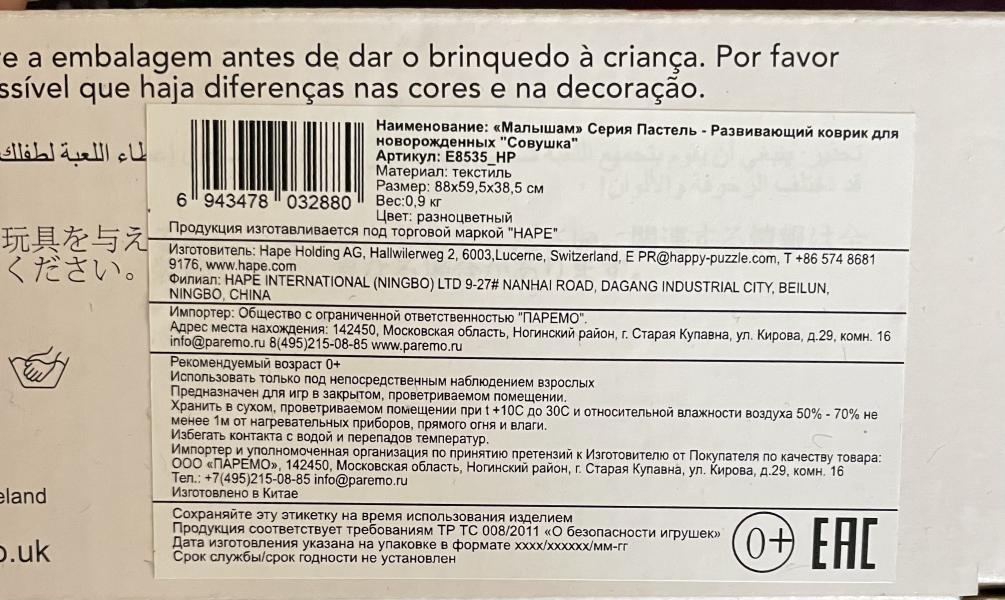 e a embalagem antes de dar o brinquedo à criança. Por favor
ssível que haja diferenças nas cores e na decoração.
طاء اللعبة لطفلك
玩具を与え
ください。
Наименование: «Малышам» Серия Пастель - Развивающий коврик для
новорожденных "Совушка"
Артикул: E8535_HP
Материал: текстиль
Размер: 88x59,5x38,5 см
Вес:0,9 кг
Цвет: разноцветный
6 943478 032880
Продукция изготавливается под торговой маркой "HAPE"
Изготовитель: Hape Holding AG, Hallwilerweg 2, 6003,Lucerne, Switzerland, E PR@happy-puzzle.com, T +86 574 8681
9176, www.hape.com
Филиал: HAPE INTERNATIONAL (NINGBO) LTD 9-27# NANHAI ROAD, DAGANG INDUSTRIAL CITY, BEILUN,
NINGBO, CHINA
Импортер: Общество с ограниченной ответственностью "ПАРЕМО".
Адрес места нахождения: 142450, Московская область, Ногинский район, г. Старая Купавна, ул. Кирова, д.29, комн. 16
info@paremo.ru 8(495)215-08-85 www.paremo.ru
Рекомендуемый возраст 0+
Использовать только под непосредственным наблюдением взрослых
Предназначен для игр в закрытом, проветриваемом помещении.
Хранить в сухом, проветриваемом помещении при t +10C до 30C и относительной влажности воздуха 50% - 70% не
менее 1м от нагревательных приборов, прямого огня и влаги.
Избегать контакта с водой и перепадов температур.
Импортер и уполномоченная организация по принятию претензий к Изготовителю от Покупателя по качеству товара:
ООО «ПАРЕМО», 142450, Московская область, Ногинский район, г. Старая Купавна, ул. Кирова, д.29, комн. 16
Тел.: +7(495)215-08-85 info@paremo.ru
Изготовлено в Китае
eland
o.uk
Сохраняйте эту этикетку на время использования изделием
Продукция соответствует требованиям ТР ТС 008/2011 «О безопасности игрушек»
Дата изготовления указана на упаковке в формате xxxx/xxxxxx/мм-гг
Срок службы/срок годности не установлен
0+ EAC